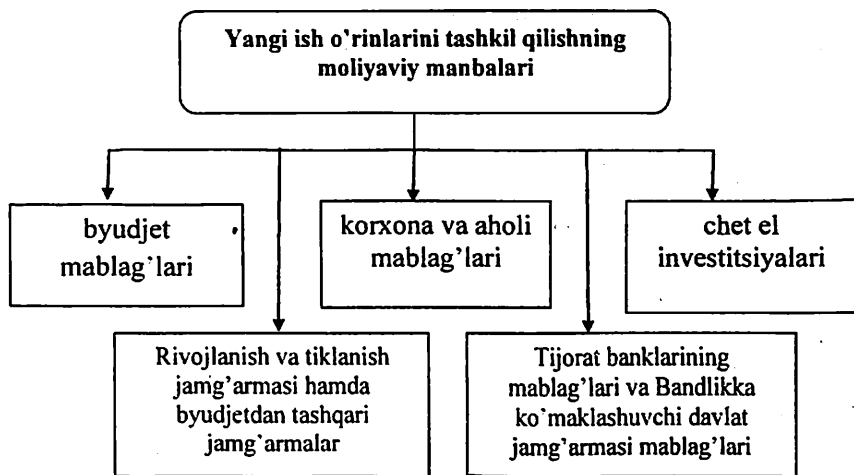 Yangi ish o'rinlarini tashkil qilishning
moliyaviy manbalari
byudjet
mablag'lari
korxona va aholi
mablag'lari
chet el
investitsiyalari
Rivojlanish va tiklanish
jamg'armasi hamda
byudjetdan tashqari
jamg'armalar
Tijorat banklarining
mablag'lari va Bandlikka
ko'maklashuvchi davlat
jamg'armasi mablag'lari